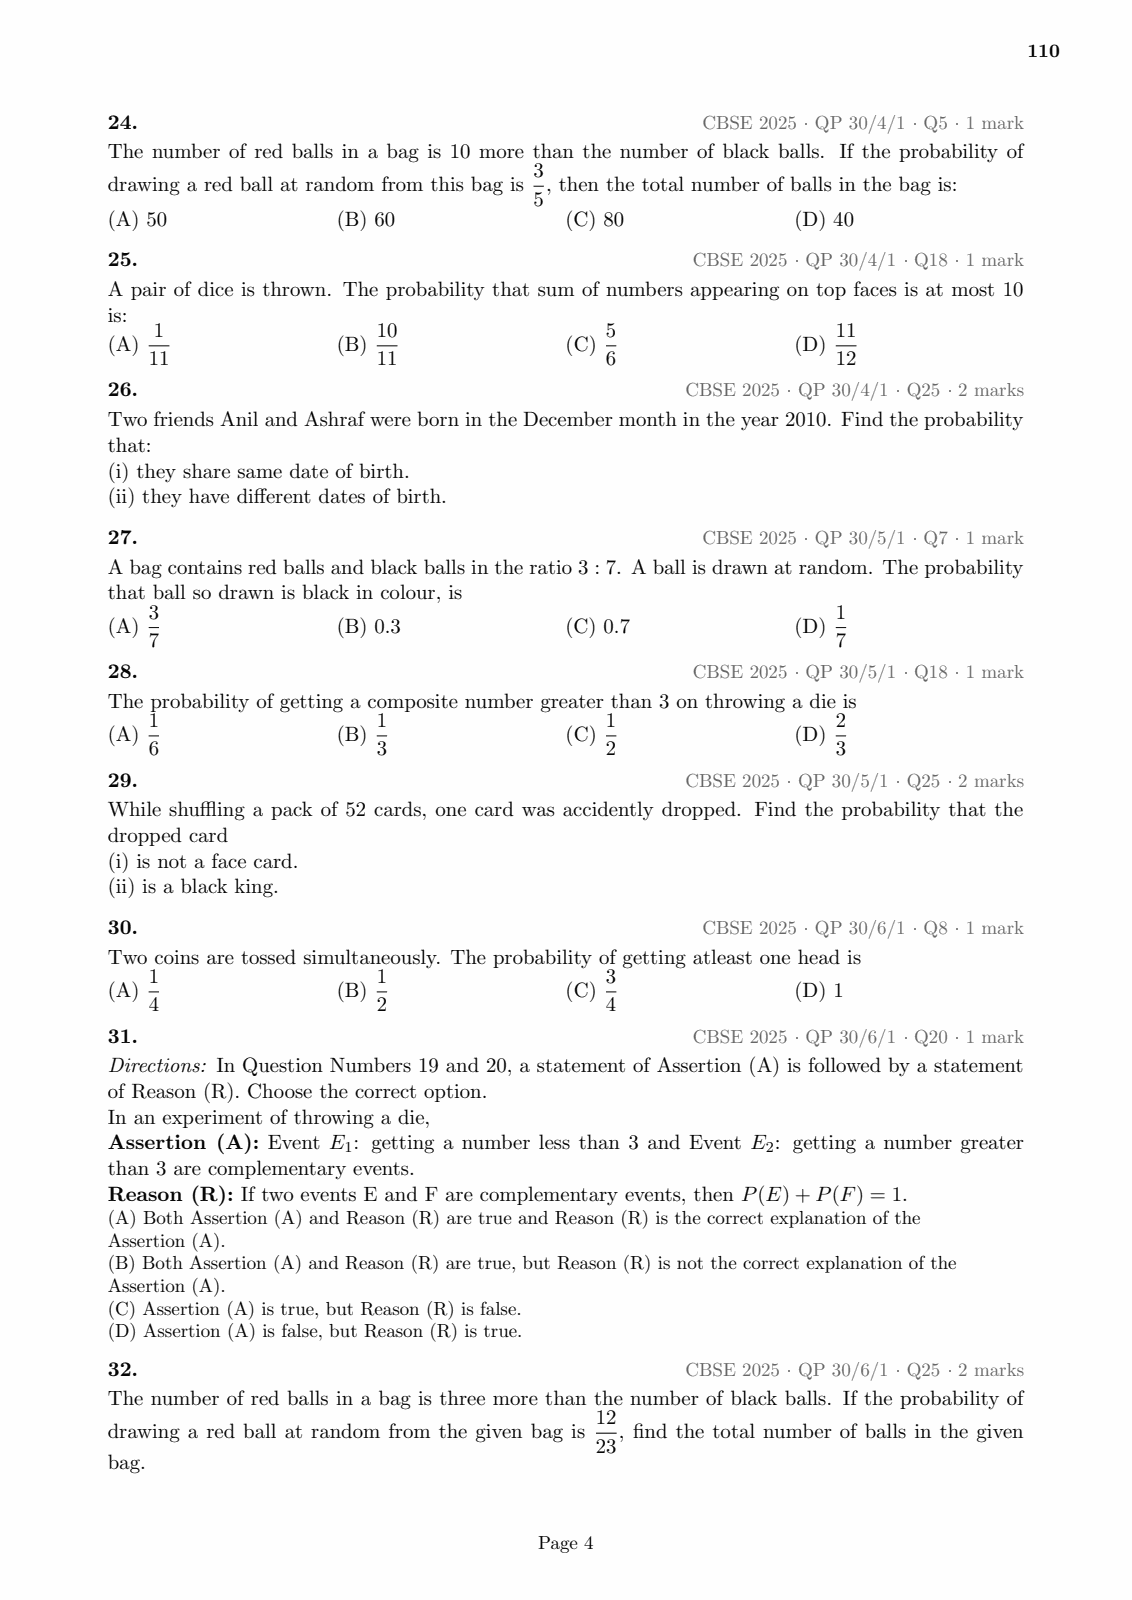 110
24. CBSE 2025 · QP 30/4/1 · Q5 · 1 mark
The number of red balls in a bag is 10 more than the number of black balls. If the probability of
drawing a red ball at random from this bag is 3/5, then the total number of balls in the bag is:
(A) 50 (B) 60 (C) 80 (D) 40
25. CBSE 2025 · QP 30/4/1 · Q18 · 1 mark
A pair of dice is thrown. The probability that sum of numbers appearing on top faces is at most 10
is:
(A) 1/11 (B) 10/11 (C) 5/6 (D) 11/12
26. CBSE 2025 · QP 30/4/1 · Q25 · 2 marks
Two friends Anil and Ashraf were born in the December month in the year 2010. Find the probability
that:
(i) they share same date of birth.
(ii) they have different dates of birth.
27. CBSE 2025 · QP 30/5/1 · Q7 · 1 mark
A bag contains red balls and black balls in the ratio 3 : 7. A ball is drawn at random. The probability
that ball so drawn is black in colour, is
(A) 3/7 (B) 0.3 (C) 0.7 (D) 1/7
28. CBSE 2025 · QP 30/5/1 · Q18 · 1 mark
The probability of getting a composite number greater than 3 on throwing a die is
(A) 1/6 (B) 1/3 (C) 1/2 (D) 2/3
29. CBSE 2025 · QP 30/5/1 · Q25 · 2 marks
While shuffling a pack of 52 cards, one card was accidently dropped. Find the probability that the
dropped card
(i) is not a face card.
(ii) is a black king.
30. CBSE 2025 · QP 30/6/1 · Q8 · 1 mark
Two coins are tossed simultaneously. The probability of getting atleast one head is
(A) 1/4 (B) 1/2 (C) 3/4 (D) 1
31. CBSE 2025 · QP 30/6/1 · Q20 · 1 mark
Directions: In Question Numbers 19 and 20, a statement of Assertion (A) is followed by a statement
of Reason (R). Choose the correct option.
In an experiment of throwing a die,
Assertion (A): Event E₁: getting a number less than 3 and Event E₂: getting a number greater
than 3 are complementary events.
Reason (R): If two events E and F are complementary events, then P(E) + P(F) = 1.
(A) Both Assertion (A) and Reason (R) are true and Reason (R) is the correct explanation of the
Assertion (A).
(B) Both Assertion (A) and Reason (R) are true, but Reason (R) is not the correct explanation of the
Assertion (A).
(C) Assertion (A) is true, but Reason (R) is false.
(D) Assertion (A) is false, but Reason (R) is true.
32. CBSE 2025 · QP 30/6/1 · Q25 · 2 marks
The number of red balls in a bag is three more than the number of black balls. If the probability of
drawing a red ball at random from the given bag is 12/23, find the total number of balls in the given
bag.
Page 4